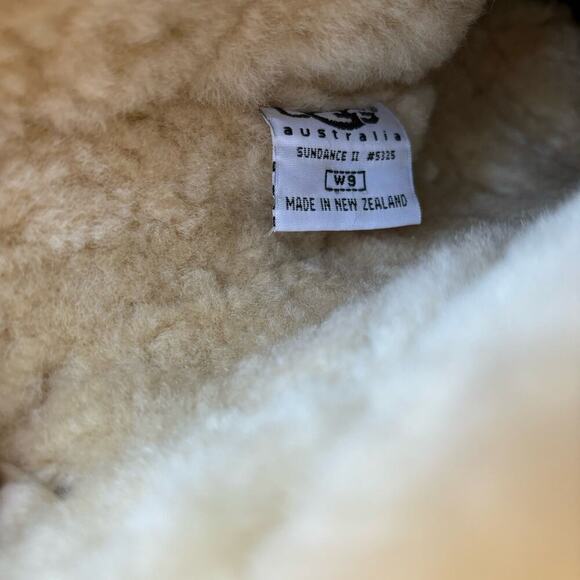 australia
SUNDANCE II #5325
W9
MADE IN NEW ZEALAND